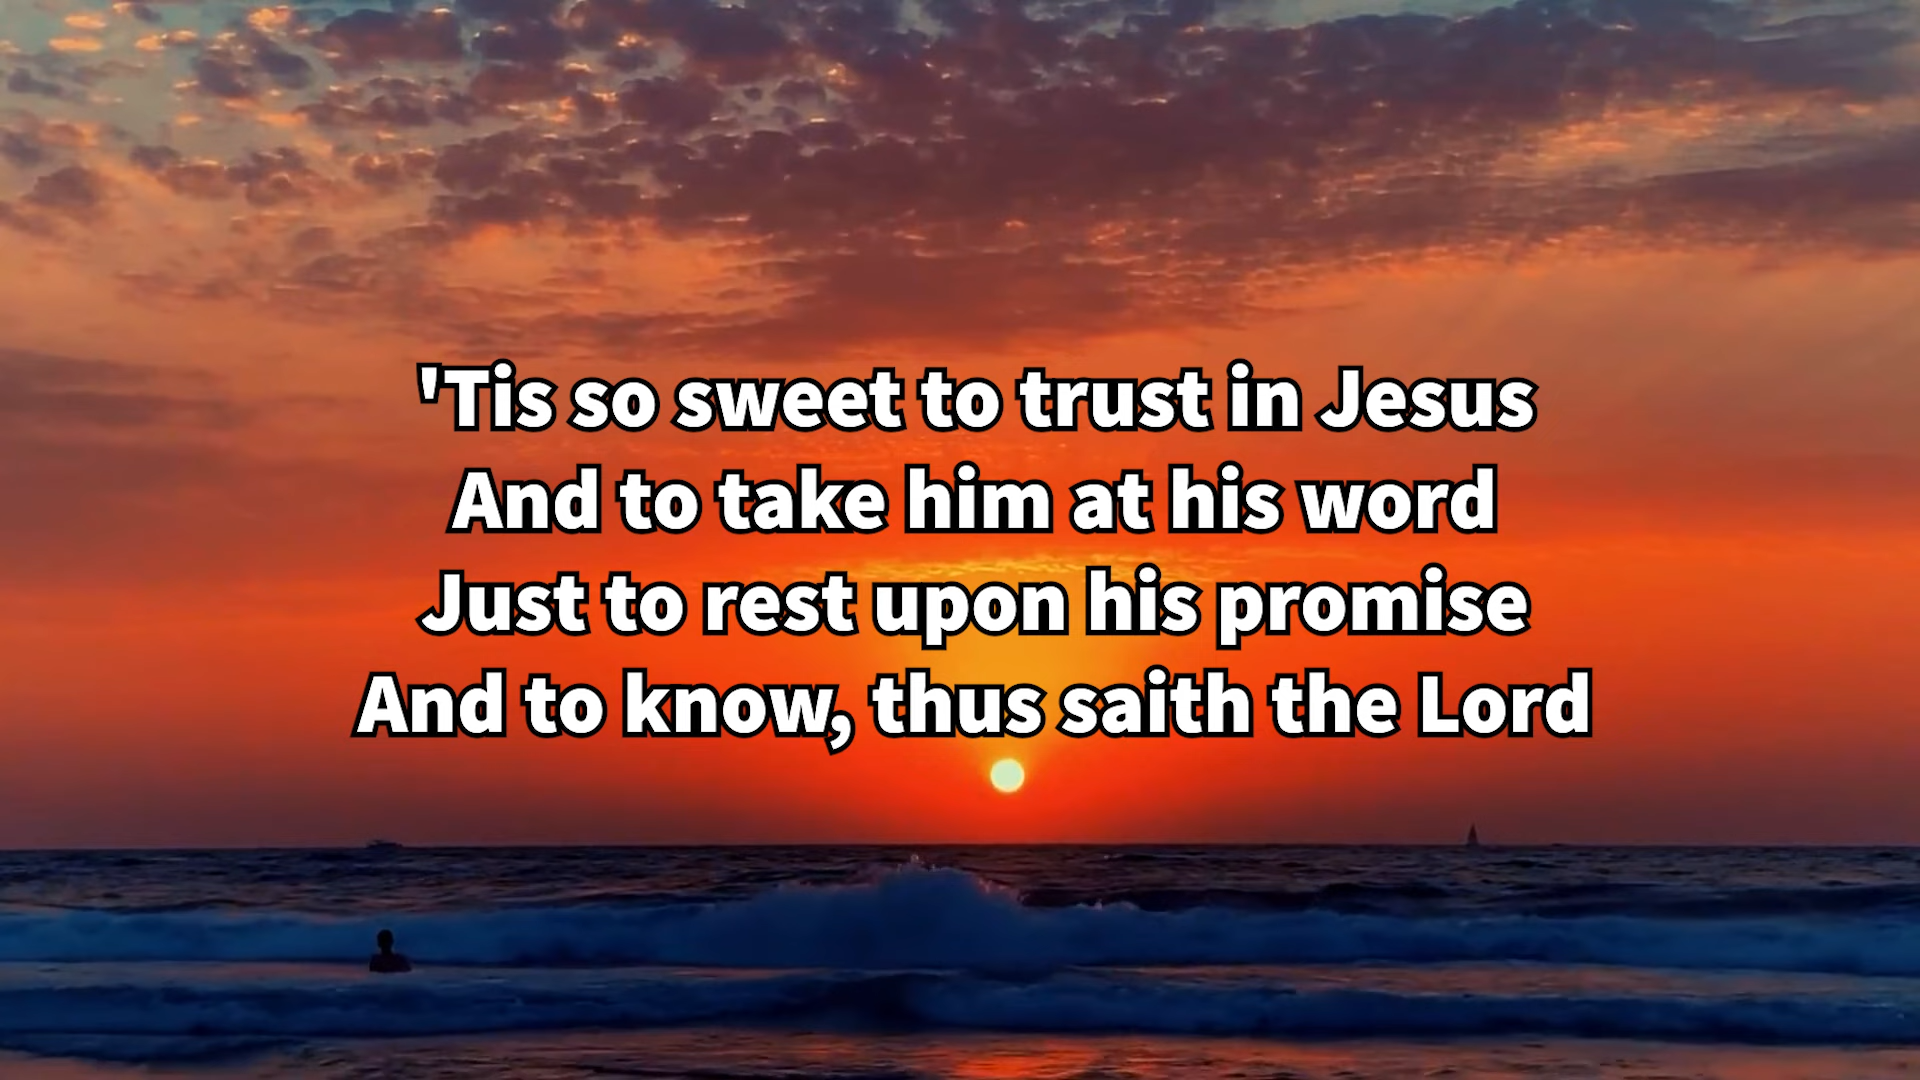 'Tis so sweet to trust in Jesus
And to take him at his word
Just to rest upon his promise
And to know, thus saith the Lord